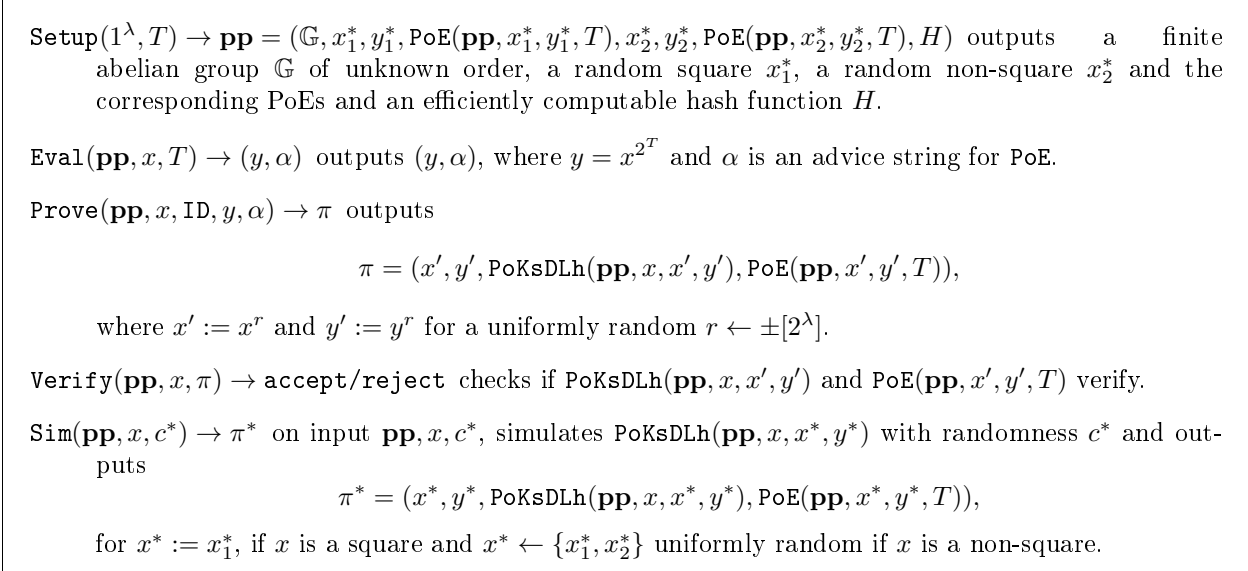 Setup(1^λ, T) → pp = (𝔾, x₁*, y₁*, PoE(pp, x₁*, y₁*, T), x₂*, y₂*, PoE(pp, x₂*, y₂*, T), H) outputs a finite
abelian group 𝔾 of unknown order, a random square x₁*, a random non-square x₂* and the
corresponding PoEs and an efficiently computable hash function H.
Eval(pp, x, T) → (y, α) outputs (y, α), where y = x^{2^T} and α is an advice string for PoE.
Prove(pp, x, ID, y, α) → π outputs
π = (x′, y′, PoKsDLh(pp, x, x′, y′), PoE(pp, x′, y′, T)),
where x′ := x^r and y′ := y^r for a uniformly random r ← ±[2^λ].
Verify(pp, x, π) → accept/reject checks if PoKsDLh(pp, x, x′, y′) and PoE(pp, x′, y′, T) verify.
Sim(pp, x, c*) → π* on input pp, x, c*, simulates PoKsDLh(pp, x, x*, y*) with randomness c* and out-
puts
π* = (x*, y*, PoKsDLh(pp, x, x*, y*), PoE(pp, x*, y*, T)),
for x* := x₁*, if x is a square and x* ← {x₁*, x₂*} uniformly random if x is a non-square.